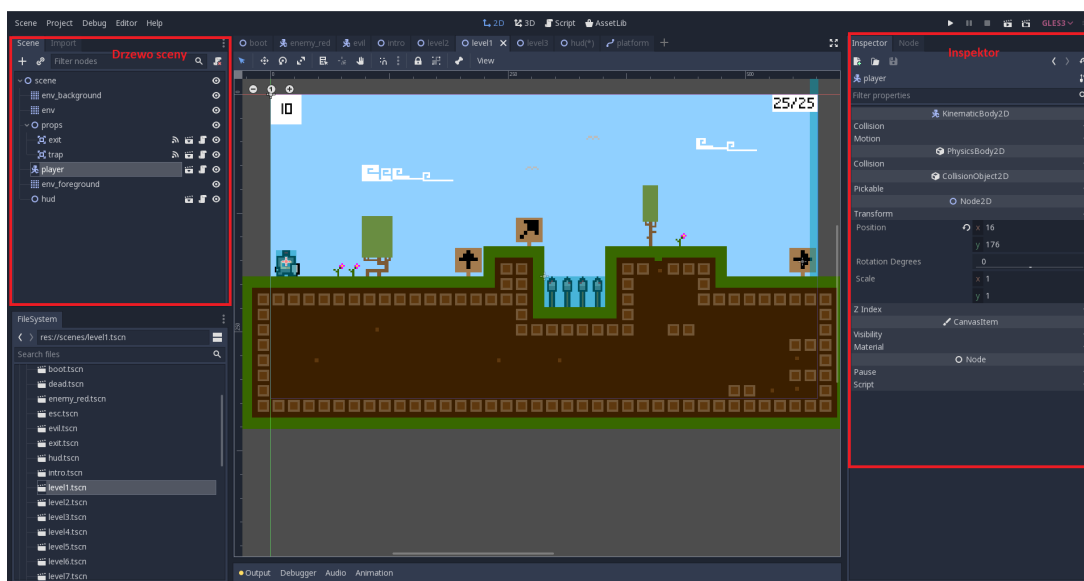 Scene Project Debug Editor Help
2D 3D Script AssetLib
GLES3
Scene Import
Drzewo sceny
Filter nodes
scene
env_background
env
props
exit
trap
player
env_foreground
hud
FileSystem
res://scenes/level1.tscn
Search files
boot.tscn
dead.tscn
enemy_red.tscn
esc.tscn
evil.tscn
exit.tscn
hud.tscn
intro.tscn
level1.tscn
level2.tscn
level3.tscn
level4.tscn
level5.tscn
level6.tscn
level7.tscn
boot enemy_red evil intro level2 level1 level3 hud(*) platform
View
10
25/25
Output Debugger Audio Animation
Inspector Node
Inspektor
player
Filter properties
KinematicBody2D
Collision
Motion
PhysicsBody2D
Collision
CollisionObject2D
Pickable
Node2D
Transform
Position x 16
y 176
Rotation Degrees 0
Scale x 1
y 1
Z Index
CanvasItem
Visibility
Material
Node
Pause
Script